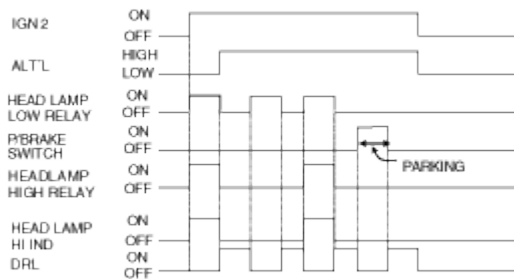 IGN 2 ON
OFF
ALT'L HIGH
LOW
HEAD LAMP ON
LOW RELAY OFF
P/BRAKE ON
SWITCH OFF
PARKING
HEADLAMP ON
HIGH RELAY OFF
HEAD LAMP ON
HI IND OFF
DRL ON
OFF